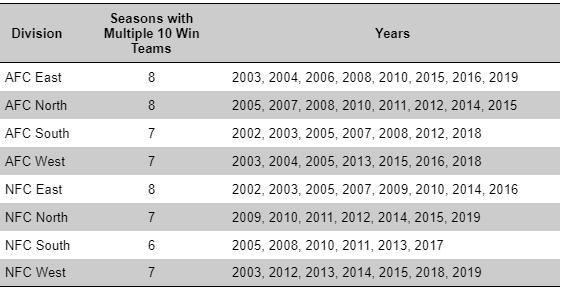 Division Seasons with Multiple 10 Win Teams Years
AFC East 8 2003, 2004, 2006, 2008, 2010, 2015, 2016, 2019
AFC North 8 2005, 2007, 2008, 2010, 2011, 2012, 2014, 2015
AFC South 7 2002, 2003, 2005, 2007, 2008, 2012, 2018
AFC West 7 2003, 2004, 2005, 2013, 2015, 2016, 2018
NFC East 8 2002, 2003, 2005, 2007, 2009, 2010, 2014, 2016
NFC North 7 2009, 2010, 2011, 2012, 2014, 2015, 2019
NFC South 6 2005, 2008, 2010, 2011, 2013, 2017
NFC West 7 2003, 2012, 2013, 2014, 2015, 2018, 2019